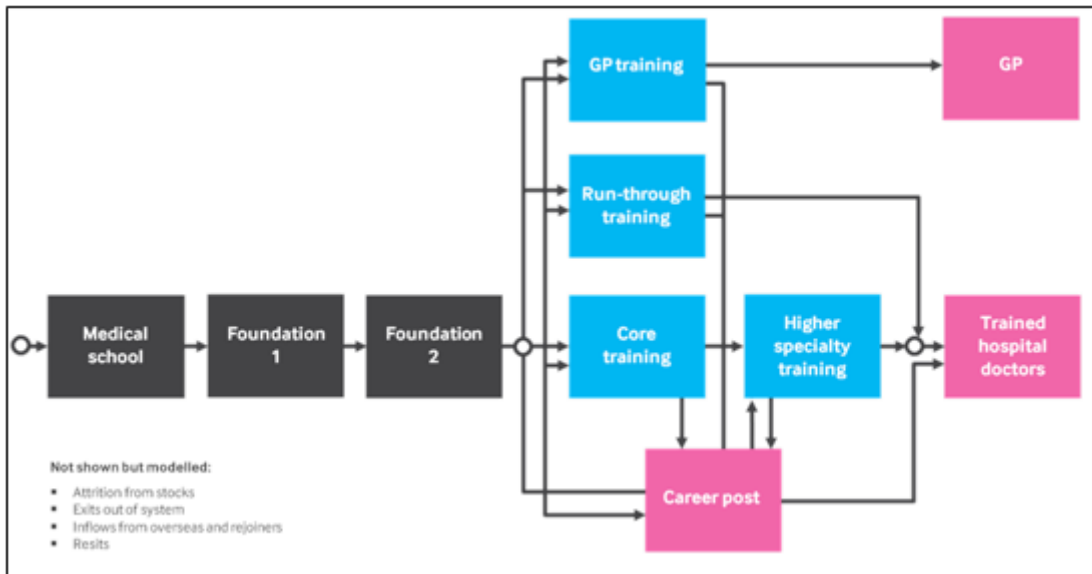 GP training
GP
Run-through
training
Medical
school
Foundation
1
Foundation
2
Core
training
Higher
specialty
training
Trained
hospital
doctors
Career post
Not shown but modelled:
▪ Attrition from stocks
▪ Exits out of system
▪ Inflows from overseas and rejoiners
▪ Resits